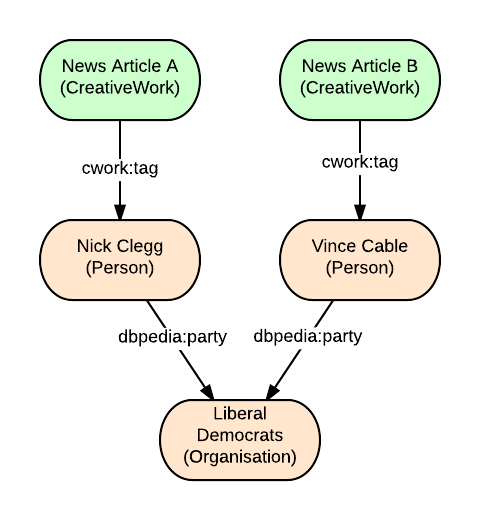 News Article A
(CreativeWork)
News Article B
(CreativeWork)
cwork:tag
cwork:tag
Nick Clegg
(Person)
Vince Cable
(Person)
dbpedia:party
dbpedia:party
Liberal
Democrats
(Organisation)